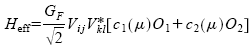 H_eff = G_F/√2 V_ij V*_kl [c_1(μ)O_1 + c_2(μ)O_2]